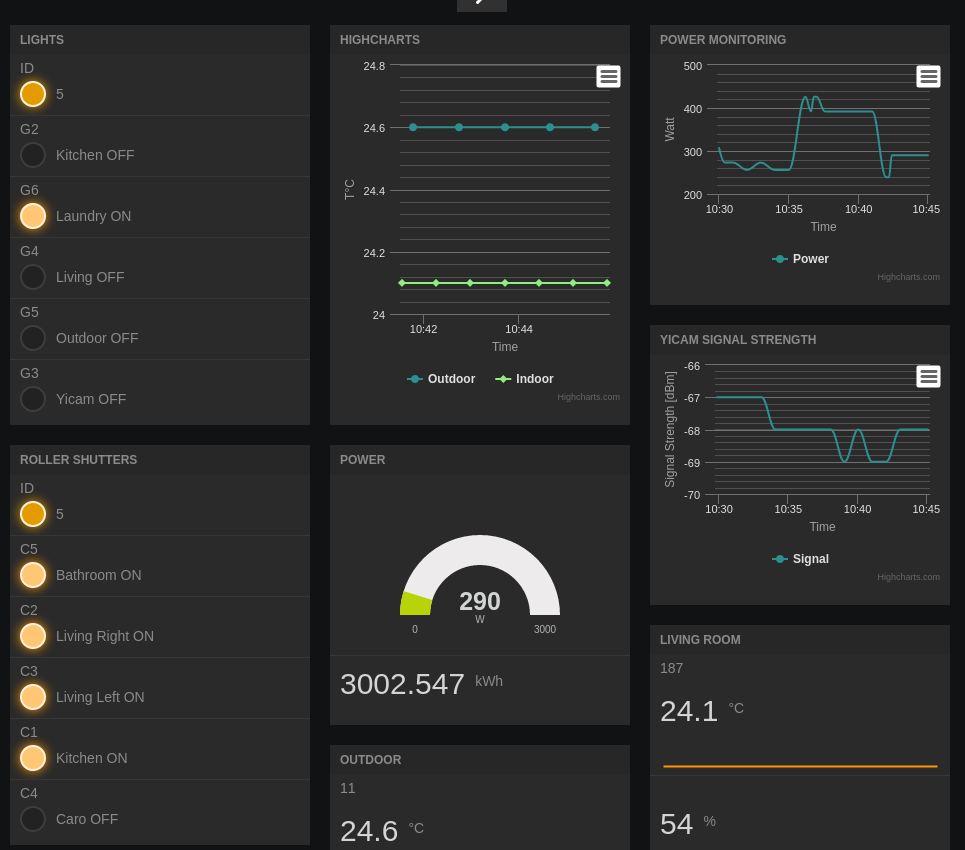 LIGHTS
ID
5
G2
Kitchen OFF
G6
Laundry ON
G4
Living OFF
G5
Outdoor OFF
G3
Yicam OFF
ROLLER SHUTTERS
ID
5
C5
Bathroom ON
C2
Living Right ON
C3
Living Left ON
C1
Kitchen ON
C4
Caro OFF
HIGHCHARTS
24.8
24.6
24.4
24.2
24
T°C
10:42 10:44
Time
Outdoor Indoor
Highcharts.com
POWER
290
W
0 3000
3002.547 kWh
OUTDOOR
11
24.6 °C
POWER MONITORING
500
400
300
200
Watt
10:30 10:35 10:40 10:45
Time
Power
Highcharts.com
YICAM SIGNAL STRENGTH
-66
-67
-68
-69
-70
Signal Strength [dBm]
10:30 10:35 10:40 10:45
Time
Signal
Highcharts.com
LIVING ROOM
187
24.1 °C
54 %